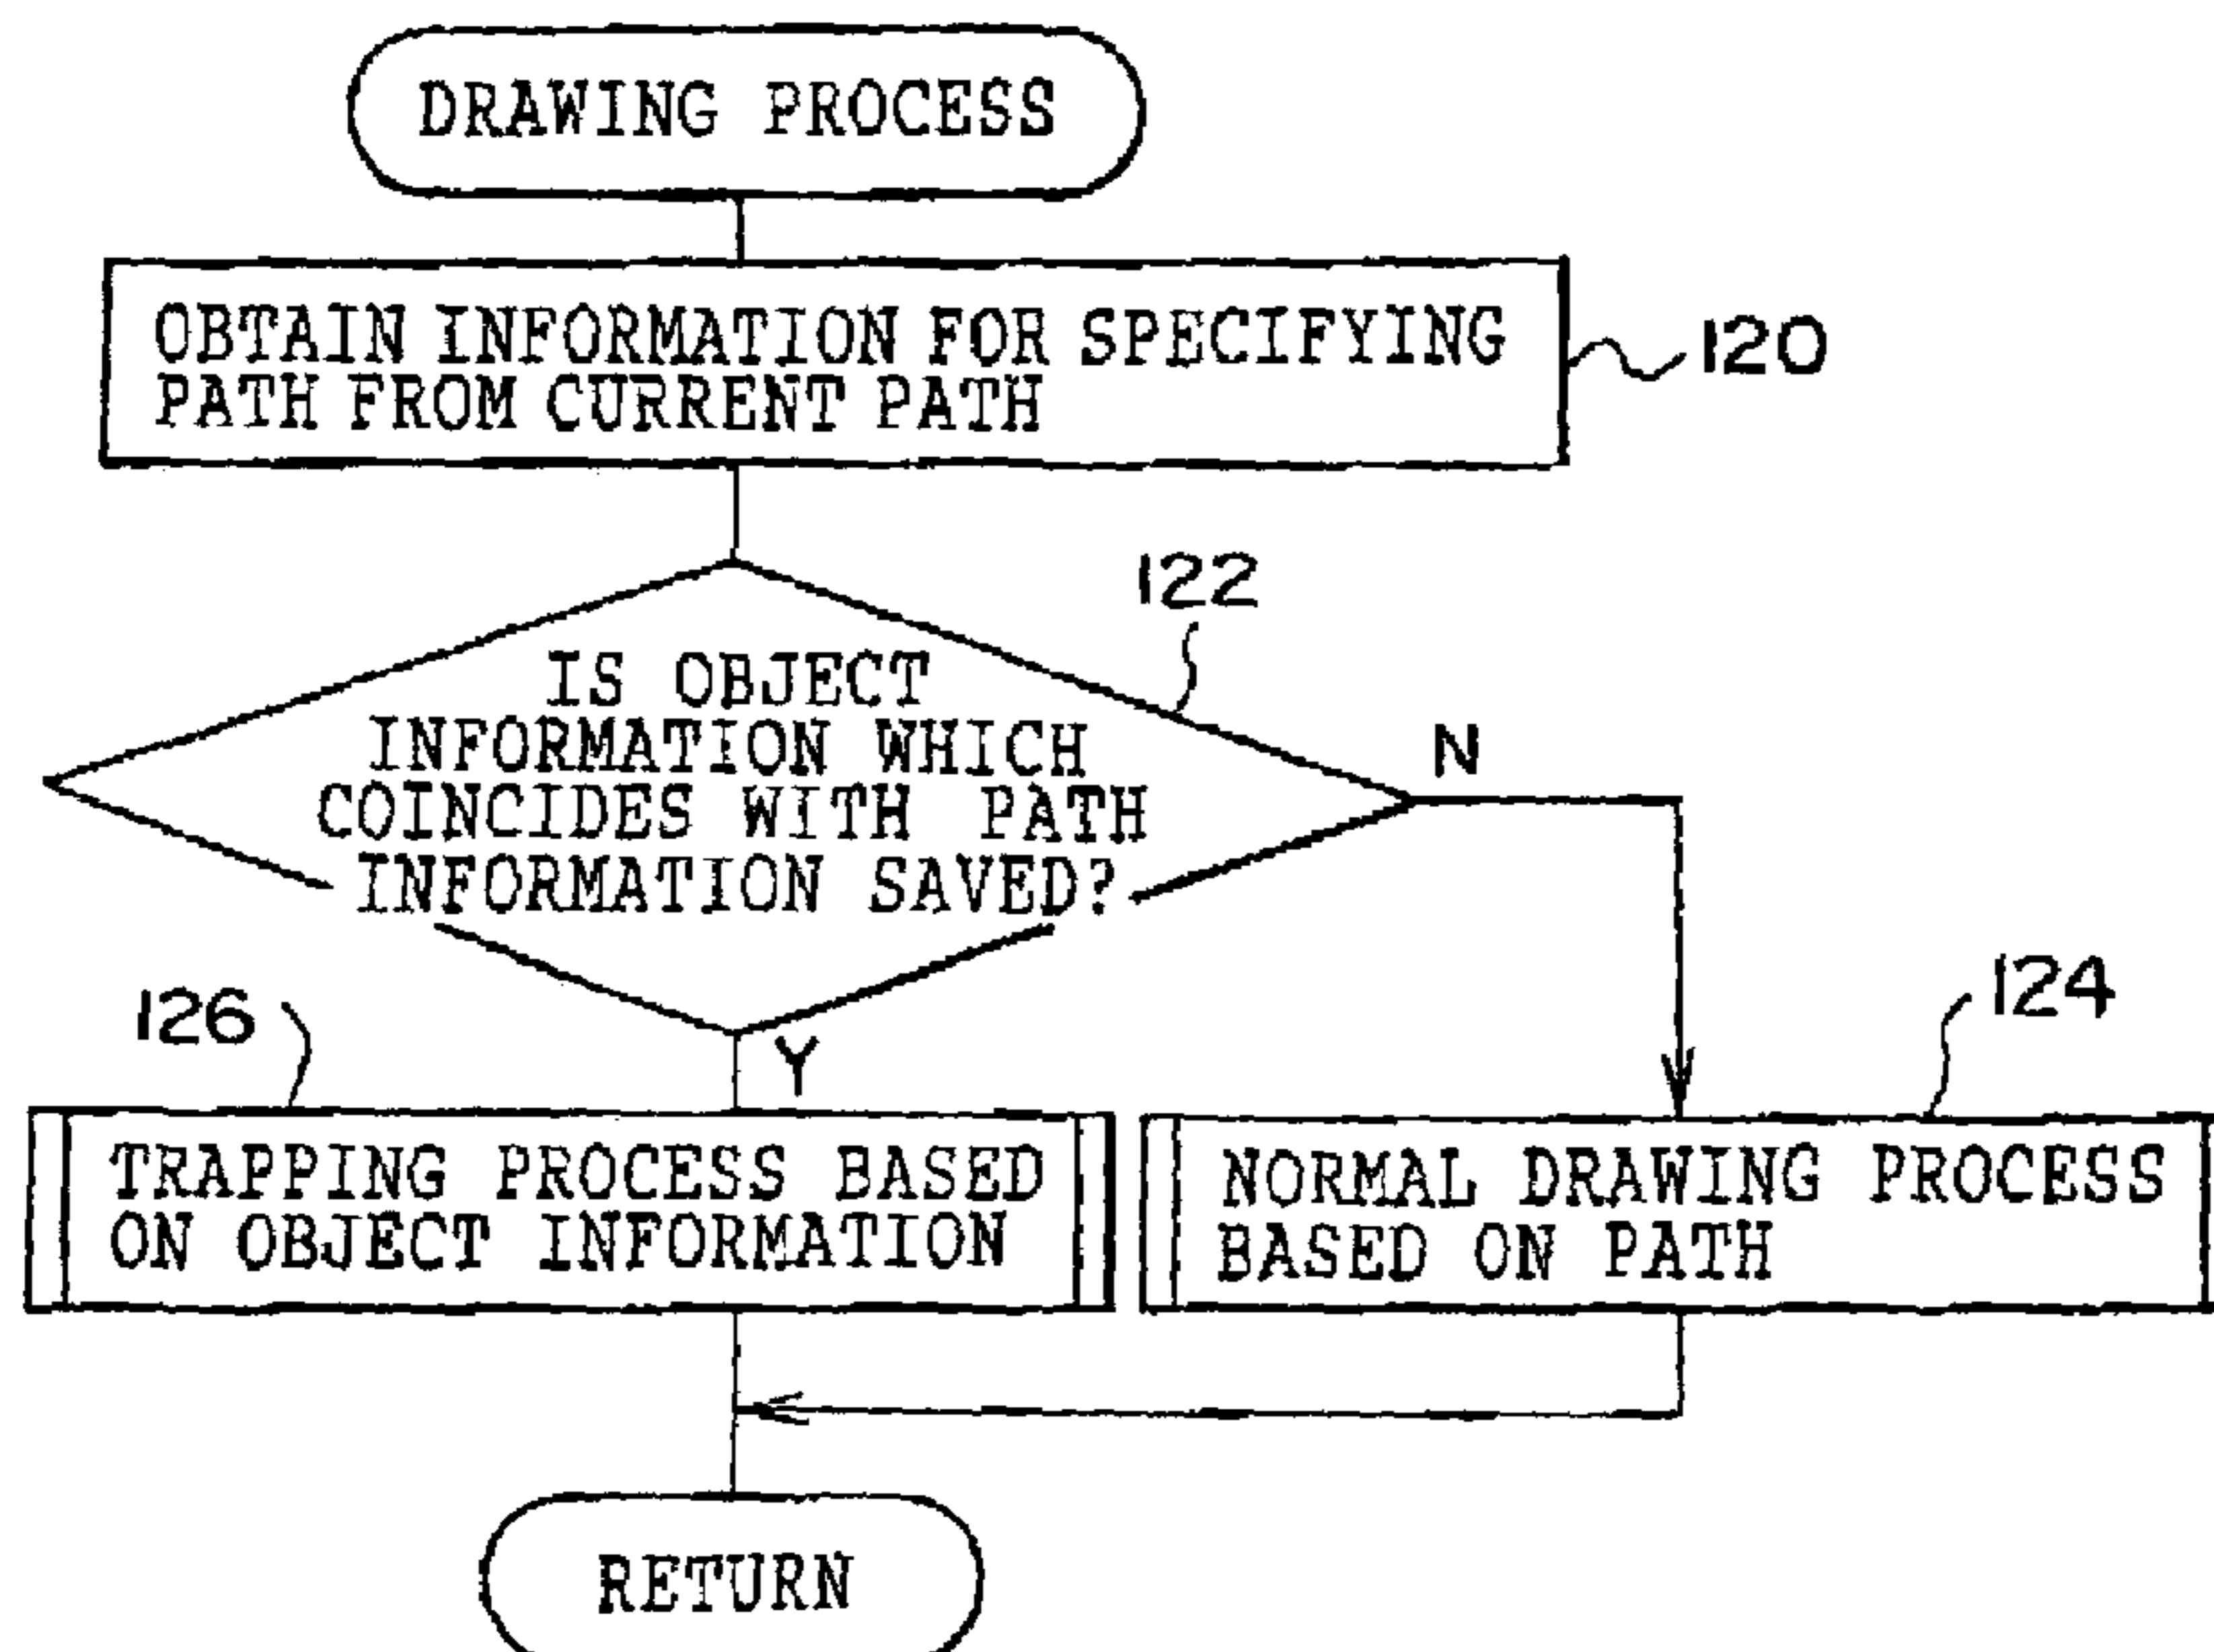 DRAWING PROCESS
OBTAIN INFORMATION FOR SPECIFYING
PATH FROM CURRENT PATH
120
122
IS OBJECT
INFORMATION WHICH
COINCIDES WITH PATH
INFORMATION SAVED?
N
Y
126
TRAPPING PROCESS BASED
ON OBJECT INFORMATION
124
NORMAL DRAWING PROCESS
BASED ON PATH
RETURN